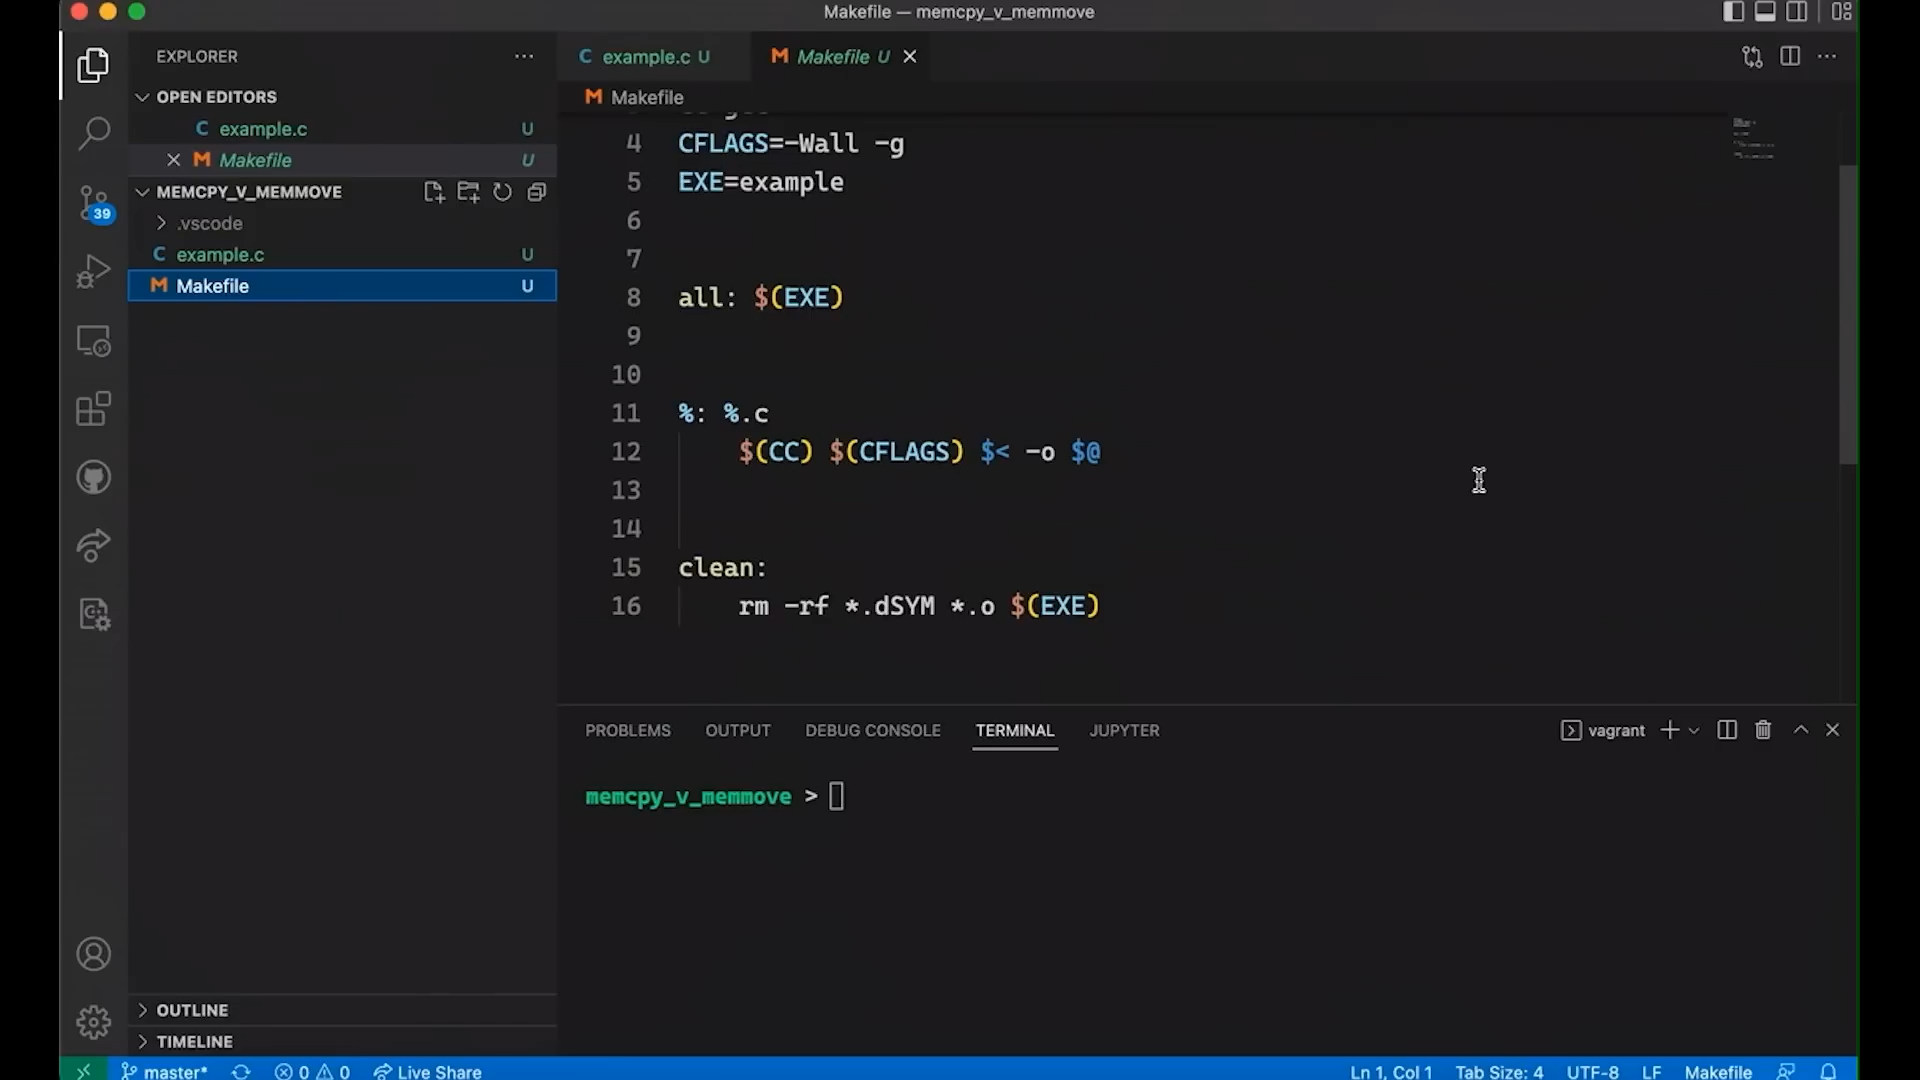 Makefile — memcpy_v_memmove
EXPLORER
OPEN EDITORS
C example.c U
M Makefile U
MEMCPY_V_MEMMOVE
.vscode
C example.c U
M Makefile U
39
OUTLINE
TIMELINE
C example.c U
M Makefile U
M Makefile
4 CFLAGS=-Wall -g
5 EXE=example
6
7
8 all: $(EXE)
9
10
11 %: %.c
12 $(CC) $(CFLAGS) $< -o $@
13
14
15 clean:
16 rm -rf *.dSYM *.o $(EXE)
PROBLEMS OUTPUT DEBUG CONSOLE TERMINAL JUPYTER vagrant
memcpy_v_memmove >
master* 0 0 Live Share Ln 1, Col 1 Tab Size: 4 UTF-8 LF Makefile